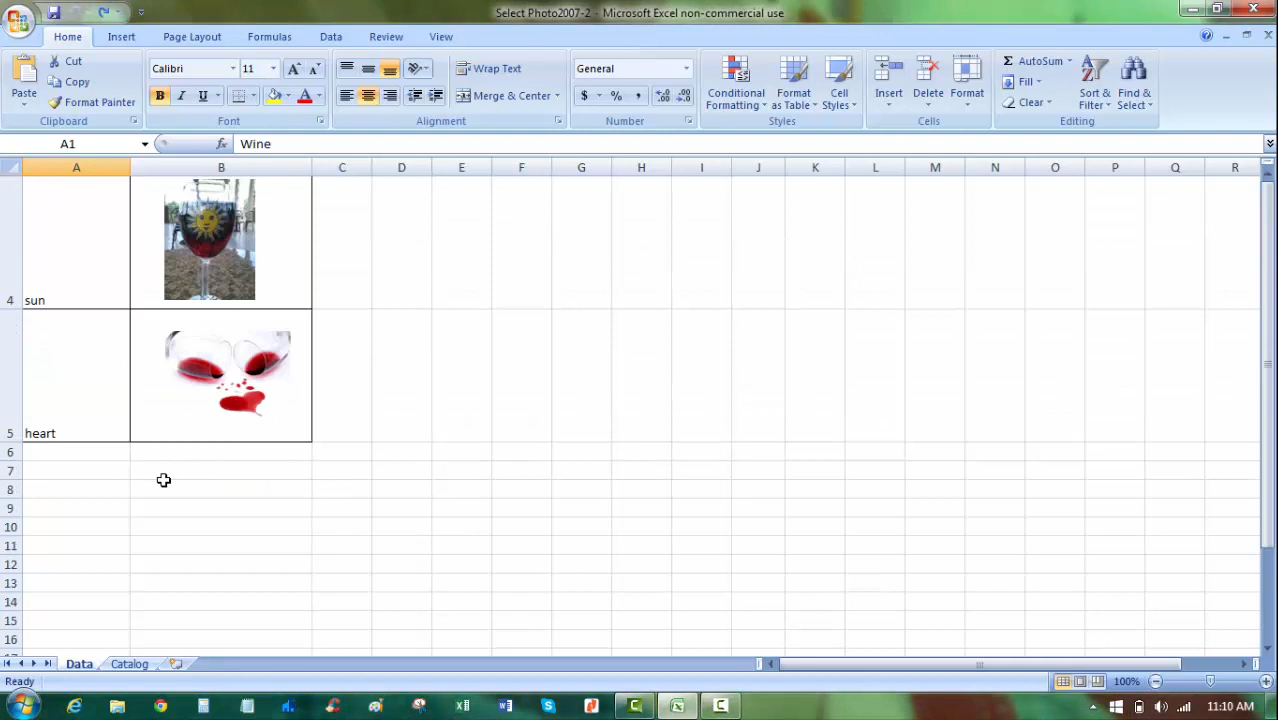 Select Photo2007-2 - Microsoft Excel non-commercial use
Home Insert Page Layout Formulas Data Review View
Paste Cut Copy Format Painter Clipboard
Calibri 11 A A B I U A Font
Wrap Text Merge & Center Alignment
General $ % , Number
Conditional Formatting Format as Table Cell Styles Styles
Insert Delete Format Cells
Σ AutoSum Fill Clear Sort & Filter Find & Select Editing
A1 fx Wine
A B C D E F G H I J K L M N O P Q R
4 sun
5 heart
6
7
8
9
10
11
12
13
14
15
16
Data Catalog
Ready 100%
11:10 AM